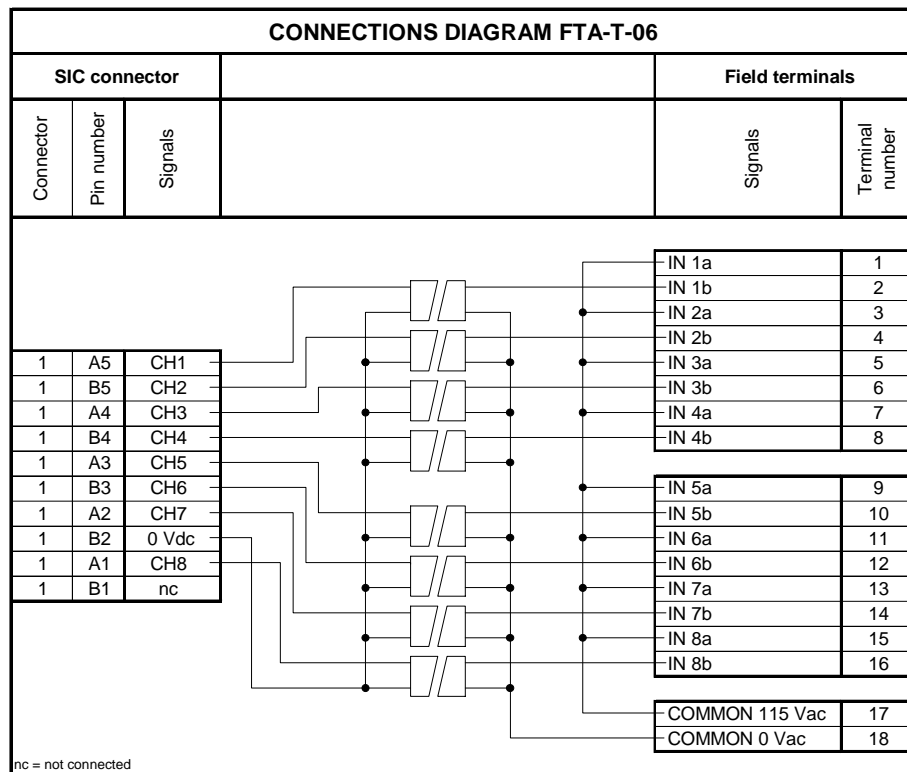 CONNECTIONS DIAGRAM FTA-T-06
SIC connector
Field terminals
Connector
Pin number
Signals
Signals
Terminal number
IN 1a 1
IN 1b 2
IN 2a 3
IN 2b 4
IN 3a 5
IN 3b 6
IN 4a 7
IN 4b 8
1 A5 CH1
1 B5 CH2
1 A4 CH3
1 B4 CH4
1 A3 CH5
1 B3 CH6
1 A2 CH7
1 B2 0 Vdc
1 A1 CH8
1 B1 nc
IN 5a 9
IN 5b 10
IN 6a 11
IN 6b 12
IN 7a 13
IN 7b 14
IN 8a 15
IN 8b 16
COMMON 115 Vac 17
COMMON 0 Vac 18
nc = not connected